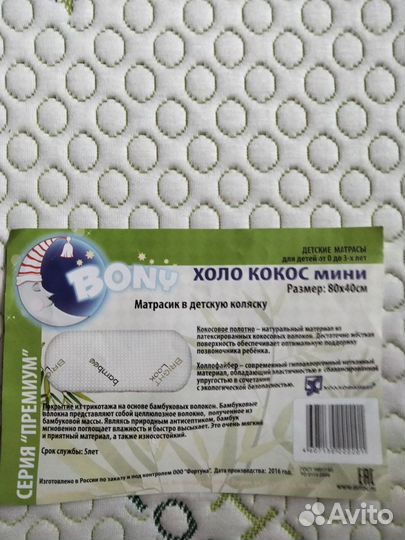 BONY
ДЕТСКИЕ МАТРАСЫ
для детей от 0 до 3-х лет
ХОЛО КОКОС мини
Размер: 80х40см
Матрасик в детскую коляску
СЕРИЯ "ПРЕМИУМ"
bamboo
BRIGHT
Look
Кокосовое полотно – натуральный материал из
латексированных кокосовых волокон. Достаточно жёсткая
поверхность обеспечивает оптимальную поддержку
позвоночника ребёнка.
Холлофайбер – современный гипоаллергенный нетканый
материал, обладающий
упругостью в сочетании с
экологической безопасностью.
Покрытие из трикотажа на основе бамбуковых волокон. Бамбуковые
волокна представляют собой целлюлозное волокно, полученное из
бамбуковой массы. Являясь природным антисептиком, бамбук
мгновенно поглощает влажность и быстро высыхает. Это очень мягкий
и приятный материал, а также износостойкий.
Срок службы: 5лет
Изготовлено в России по заказу и под контролем ООО "Фортуна". Дата производства: 2016 год.
EAC
Avito